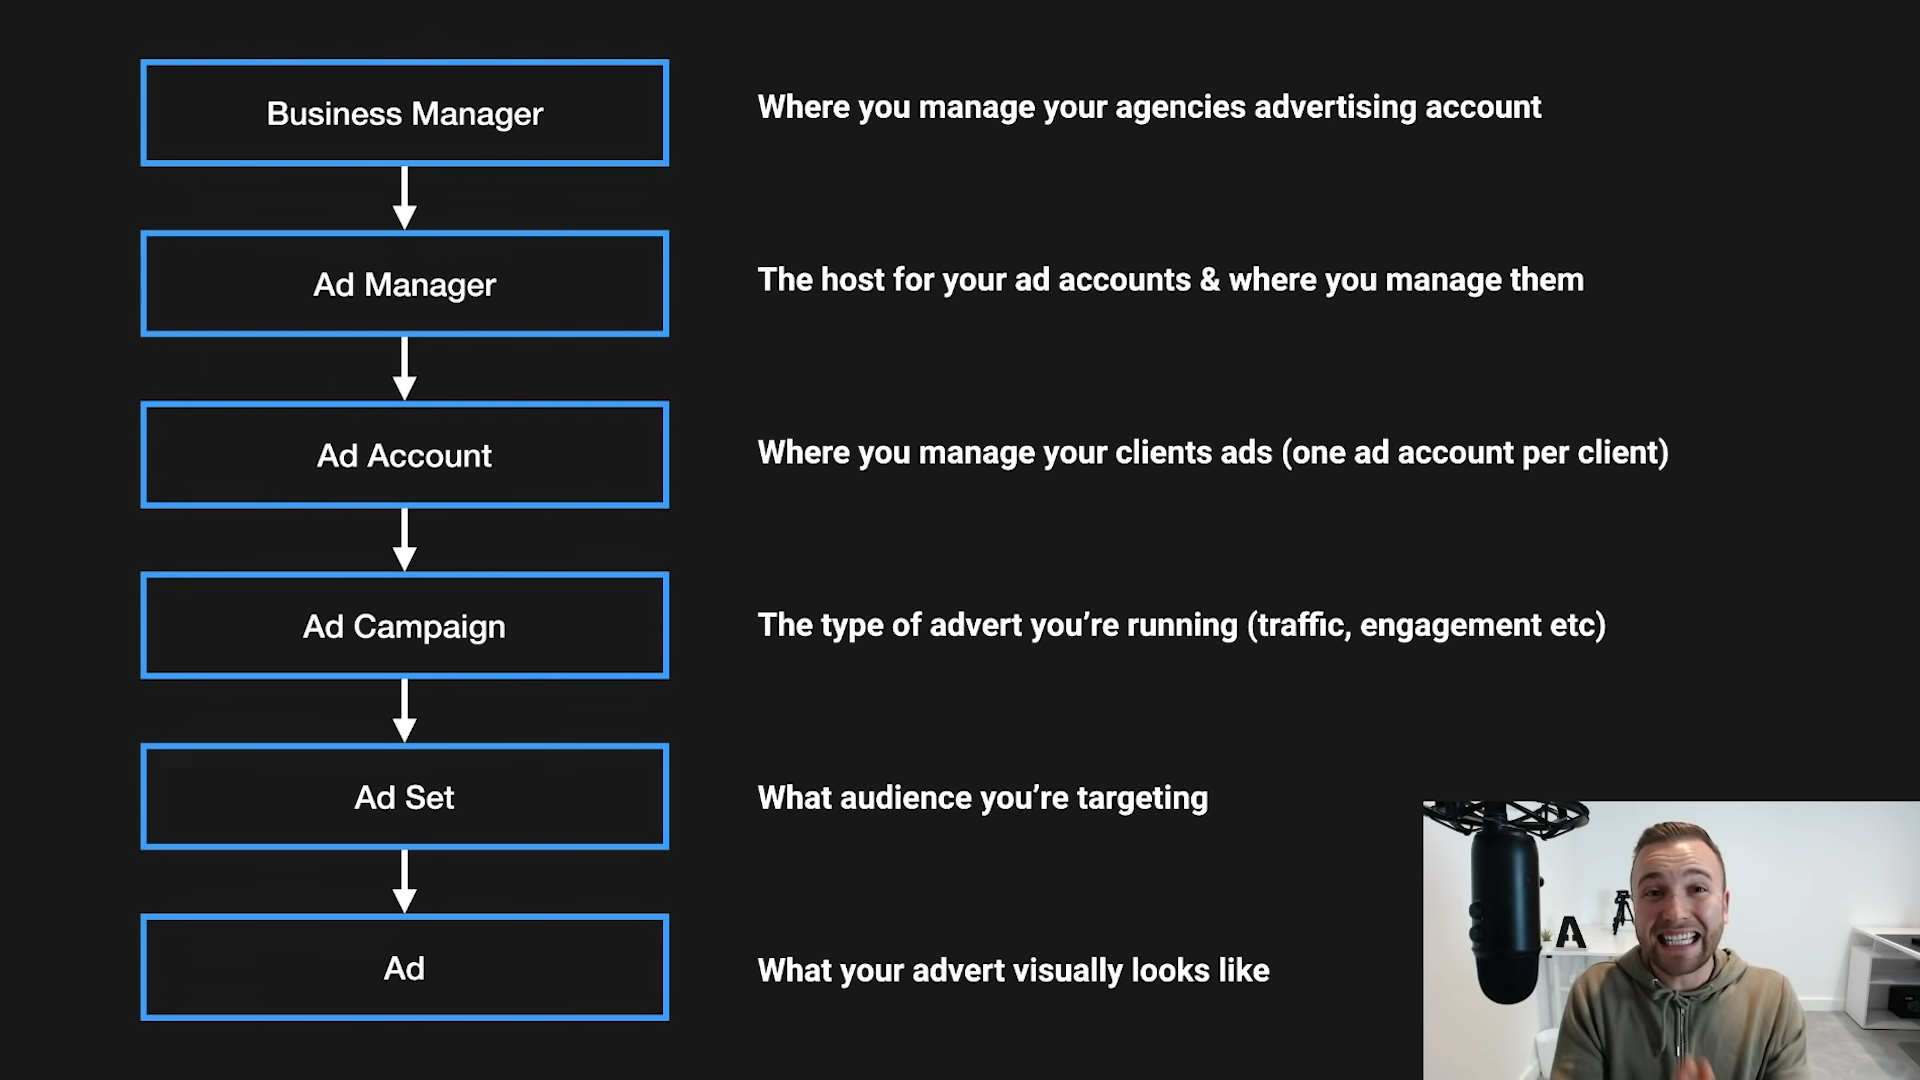 Business Manager
Where you manage your agencies advertising account
Ad Manager
The host for your ad accounts & where you manage them
Ad Account
Where you manage your clients ads (one ad account per client)
Ad Campaign
The type of advert you’re running (traffic, engagement etc)
Ad Set
What audience you’re targeting
Ad
What your advert visually looks like
A